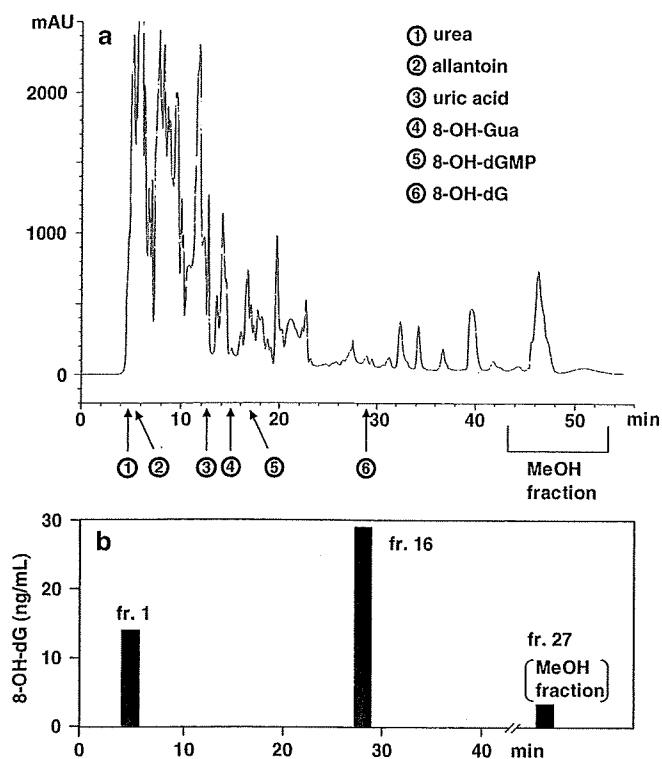 mAU
a
2000
1000
0
① urea
② allantoin
③ uric acid
④ 8-OH-Gua
⑤ 8-OH-dGMP
⑥ 8-OH-dG
0 10 20 30 40 50 min
① ② ③ ④ ⑤ ⑥
MeOH
fraction
b
8-OH-dG (ng/mL)
30
20
10
0
fr. 1
fr. 16
fr. 27
MeOH
fraction
0 10 20 30 40 min